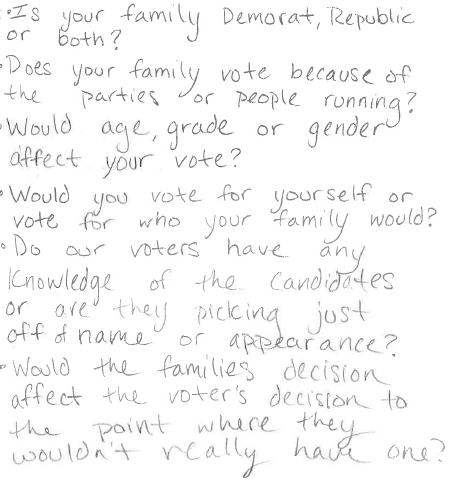 • Is your family Demorat, Republic
or both?
• Does your family vote because of
the parties or people running?
• Would age, grade or gender
affect your vote?
• Would you vote for yourself or
vote for who your family would?
• Do our voters have any
knowledge of the candidates
or are they picking just
off of name or appearance?
• Would the families decision
affect the voter's decision to
the point where they
wouldn't really have one?